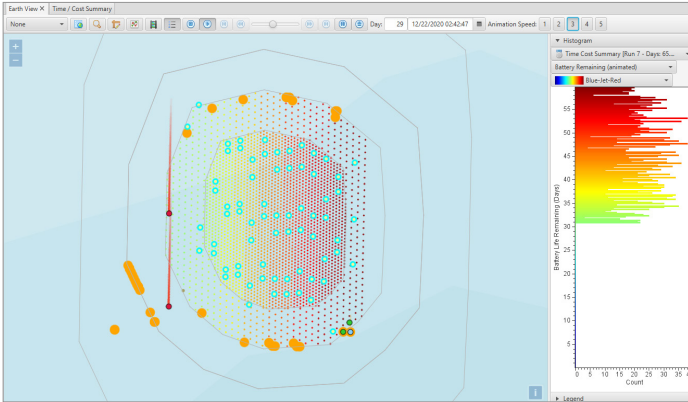 Earth View X Time / Cost Summary
None Day: 29 12/22/2020 02:42:47 Animation Speed: 1 2 3 4 5
Histogram
Time Cost Summary [Run 7 - Days: 65...
Battery Remaining (animated)
Blue-Jet-Red
Battery Life Remaining (Days)
55
50
45
40
35
30
25
20
15
10
5
0 5 10 15 20 25 30 35
Count
Legend